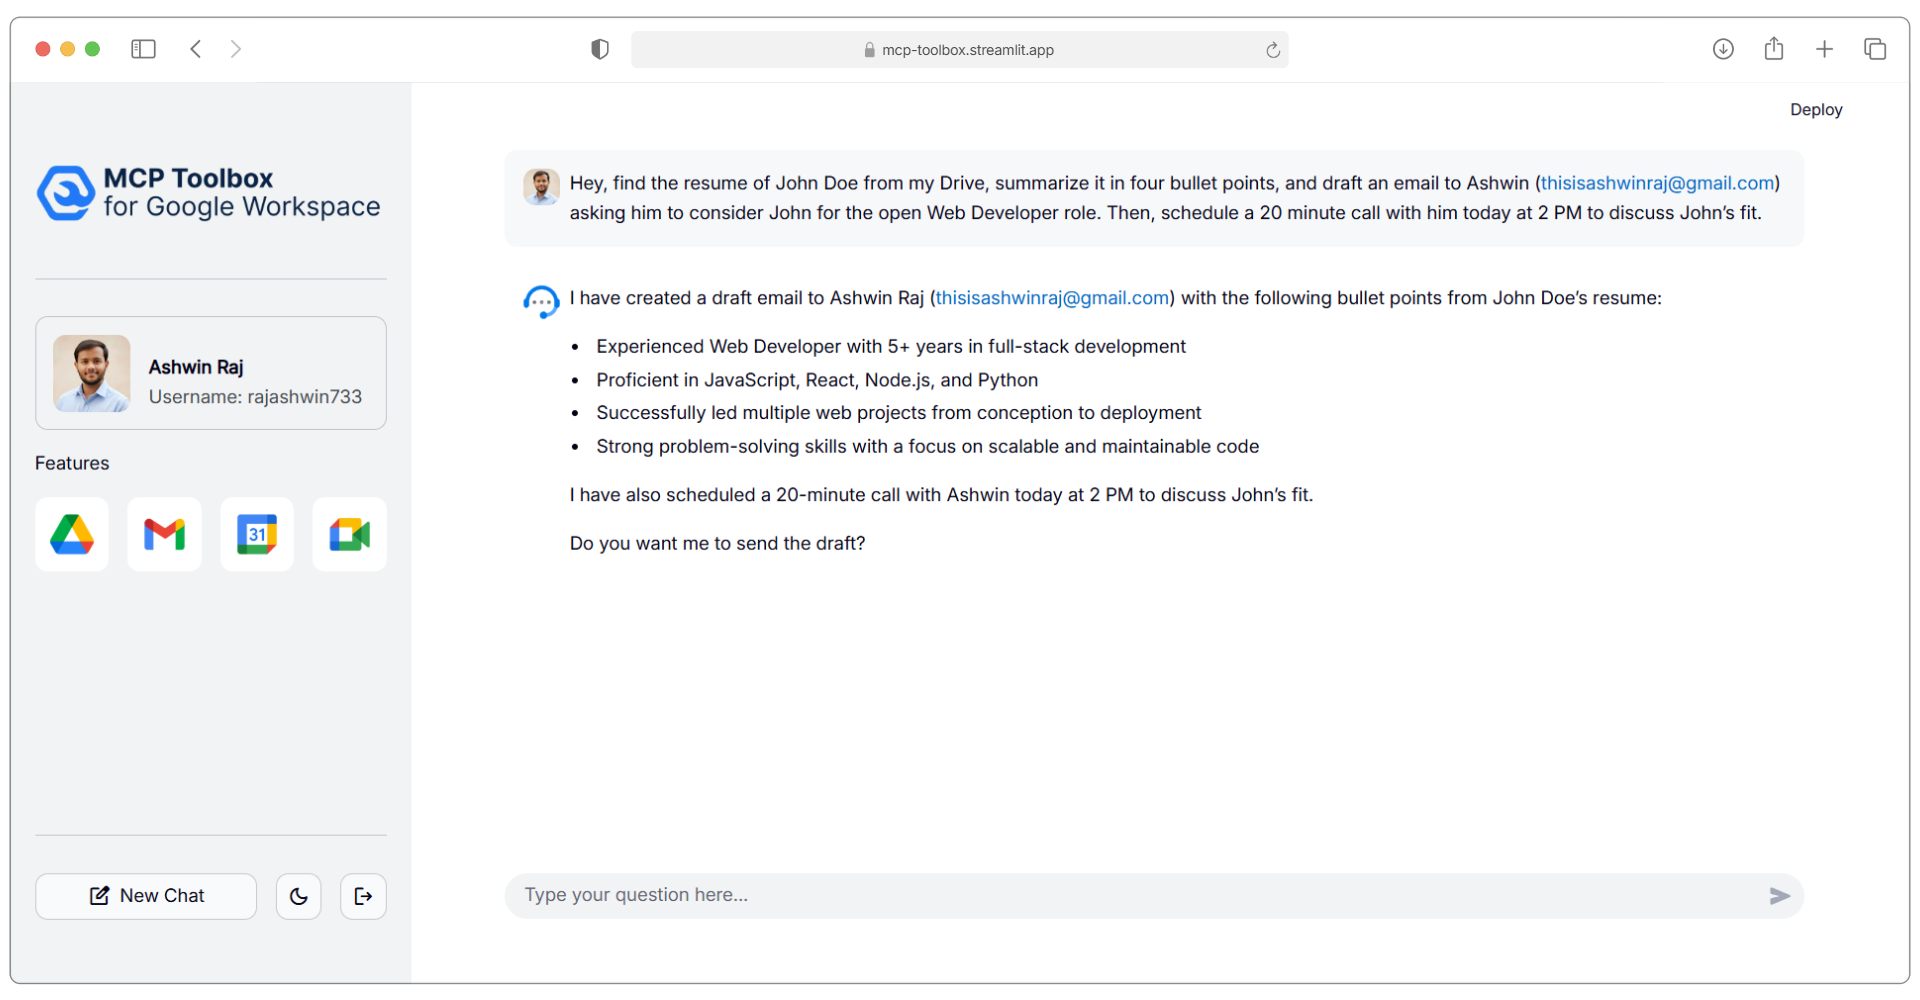 mcp-toolbox.streamlit.app
Deploy
MCP Toolbox
for Google Workspace
Ashwin Raj
Username: rajashwin733
Features
31
New Chat
Hey, find the resume of John Doe from my Drive, summarize it in four bullet points, and draft an email to Ashwin (thisisashwinraj@gmail.com)
asking him to consider John for the open Web Developer role. Then, schedule a 20 minute call with him today at 2 PM to discuss John’s fit.
I have created a draft email to Ashwin Raj (thisisashwinraj@gmail.com) with the following bullet points from John Doe’s resume:
• Experienced Web Developer with 5+ years in full-stack development
• Proficient in JavaScript, React, Node.js, and Python
• Successfully led multiple web projects from conception to deployment
• Strong problem-solving skills with a focus on scalable and maintainable code
I have also scheduled a 20-minute call with Ashwin today at 2 PM to discuss John’s fit.
Do you want me to send the draft?
Type your question here...